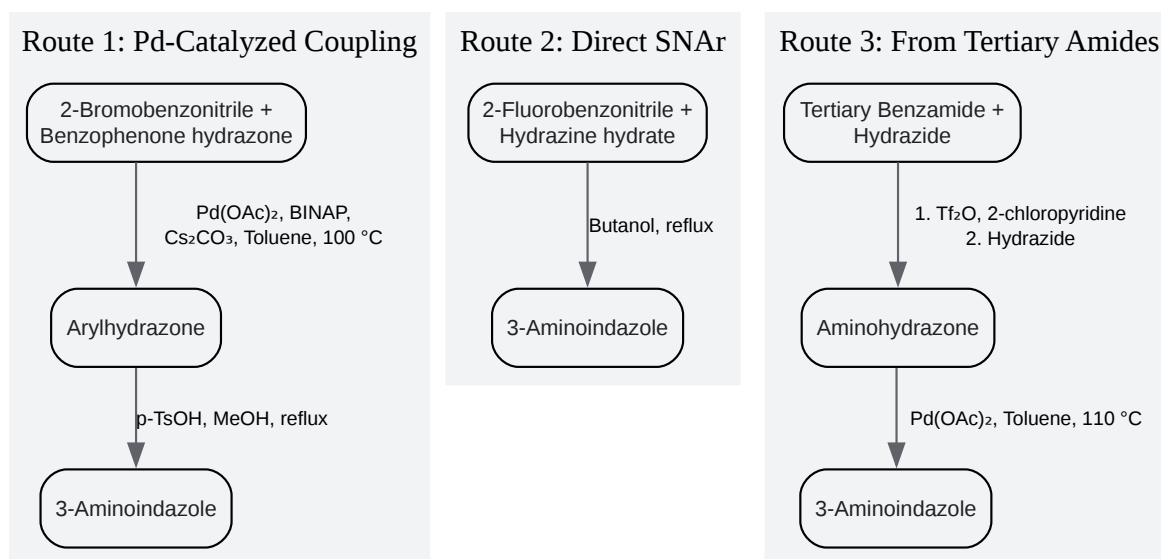 Route 1: Pd-Catalyzed Coupling
2-Bromobenzonitrile +
Benzophenone hydrazone
Pd(OAc)₂, BINAP,
Cs₂CO₃, Toluene, 100 °C
Arylhydrazone
p-TsOH, MeOH, reflux
3-Aminoindazole
Route 2: Direct SNAr
2-Fluorobenzonitrile +
Hydrazine hydrate
Butanol, reflux
3-Aminoindazole
Route 3: From Tertiary Amides
Tertiary Benzamide +
Hydrazide
1. Tf₂O, 2-chloropyridine
2. Hydrazide
Aminohydrazone
Pd(OAc)₂, Toluene, 110 °C
3-Aminoindazole